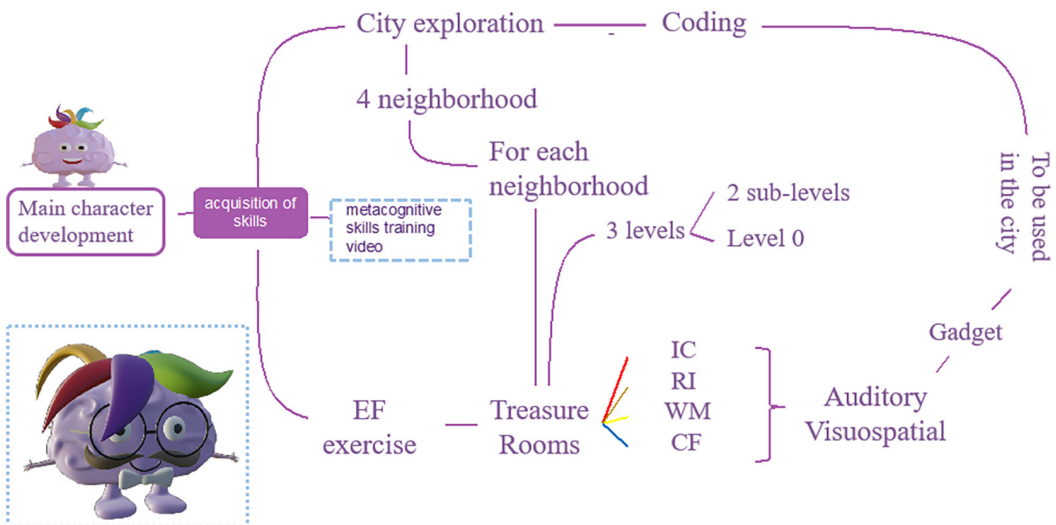 City exploration
Coding
4 neighborhood
For each
neighborhood
Main character
development
acquisition of
skills
metacognitive
skills training
video
3 levels
2 sub-levels
Level 0
To be used
in the city
Gadget
EF
exercise
Treasure
Rooms
IC
RI
WM
CF
Auditory
Visuospatial